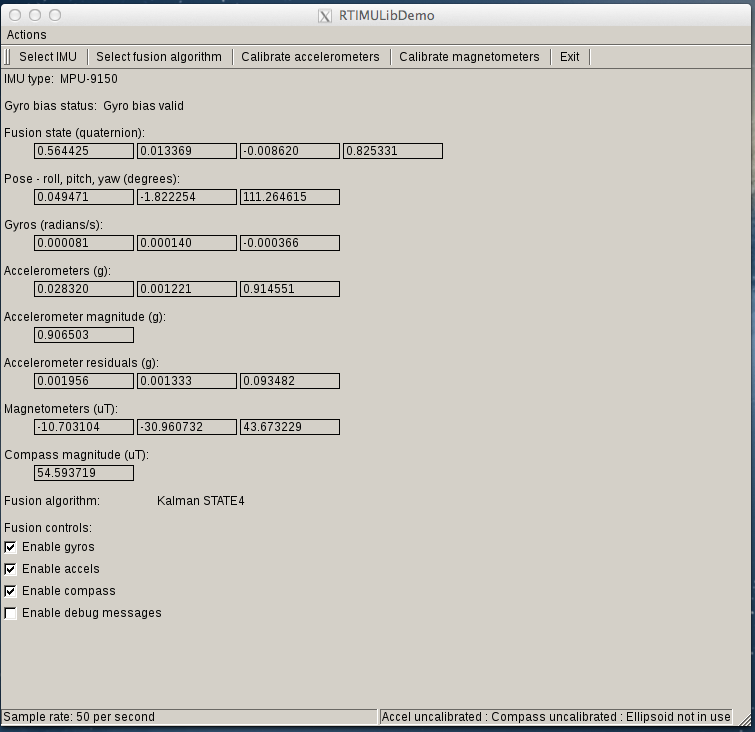 RTIMULibDemo
Actions
Select IMU Select fusion algorithm Calibrate accelerometers Calibrate magnetometers Exit
IMU type: MPU-9150
Gyro bias status: Gyro bias valid
Fusion state (quaternion):
0.564425 0.013369 -0.008620 0.825331
Pose - roll, pitch, yaw (degrees):
0.049471 -1.822254 111.264615
Gyros (radians/s):
0.000081 0.000140 -0.000366
Accelerometers (g):
0.028320 0.001221 0.914551
Accelerometer magnitude (g):
0.906503
Accelerometer residuals (g):
0.001956 0.001333 0.093482
Magnetometers (uT):
-10.703104 -30.960732 43.673229
Compass magnitude (uT):
54.593719
Fusion algorithm: Kalman STATE4
Fusion controls:
Enable gyros
Enable accels
Enable compass
Enable debug messages
Sample rate: 50 per second Accel uncalibrated : Compass uncalibrated : Ellipsoid not in use